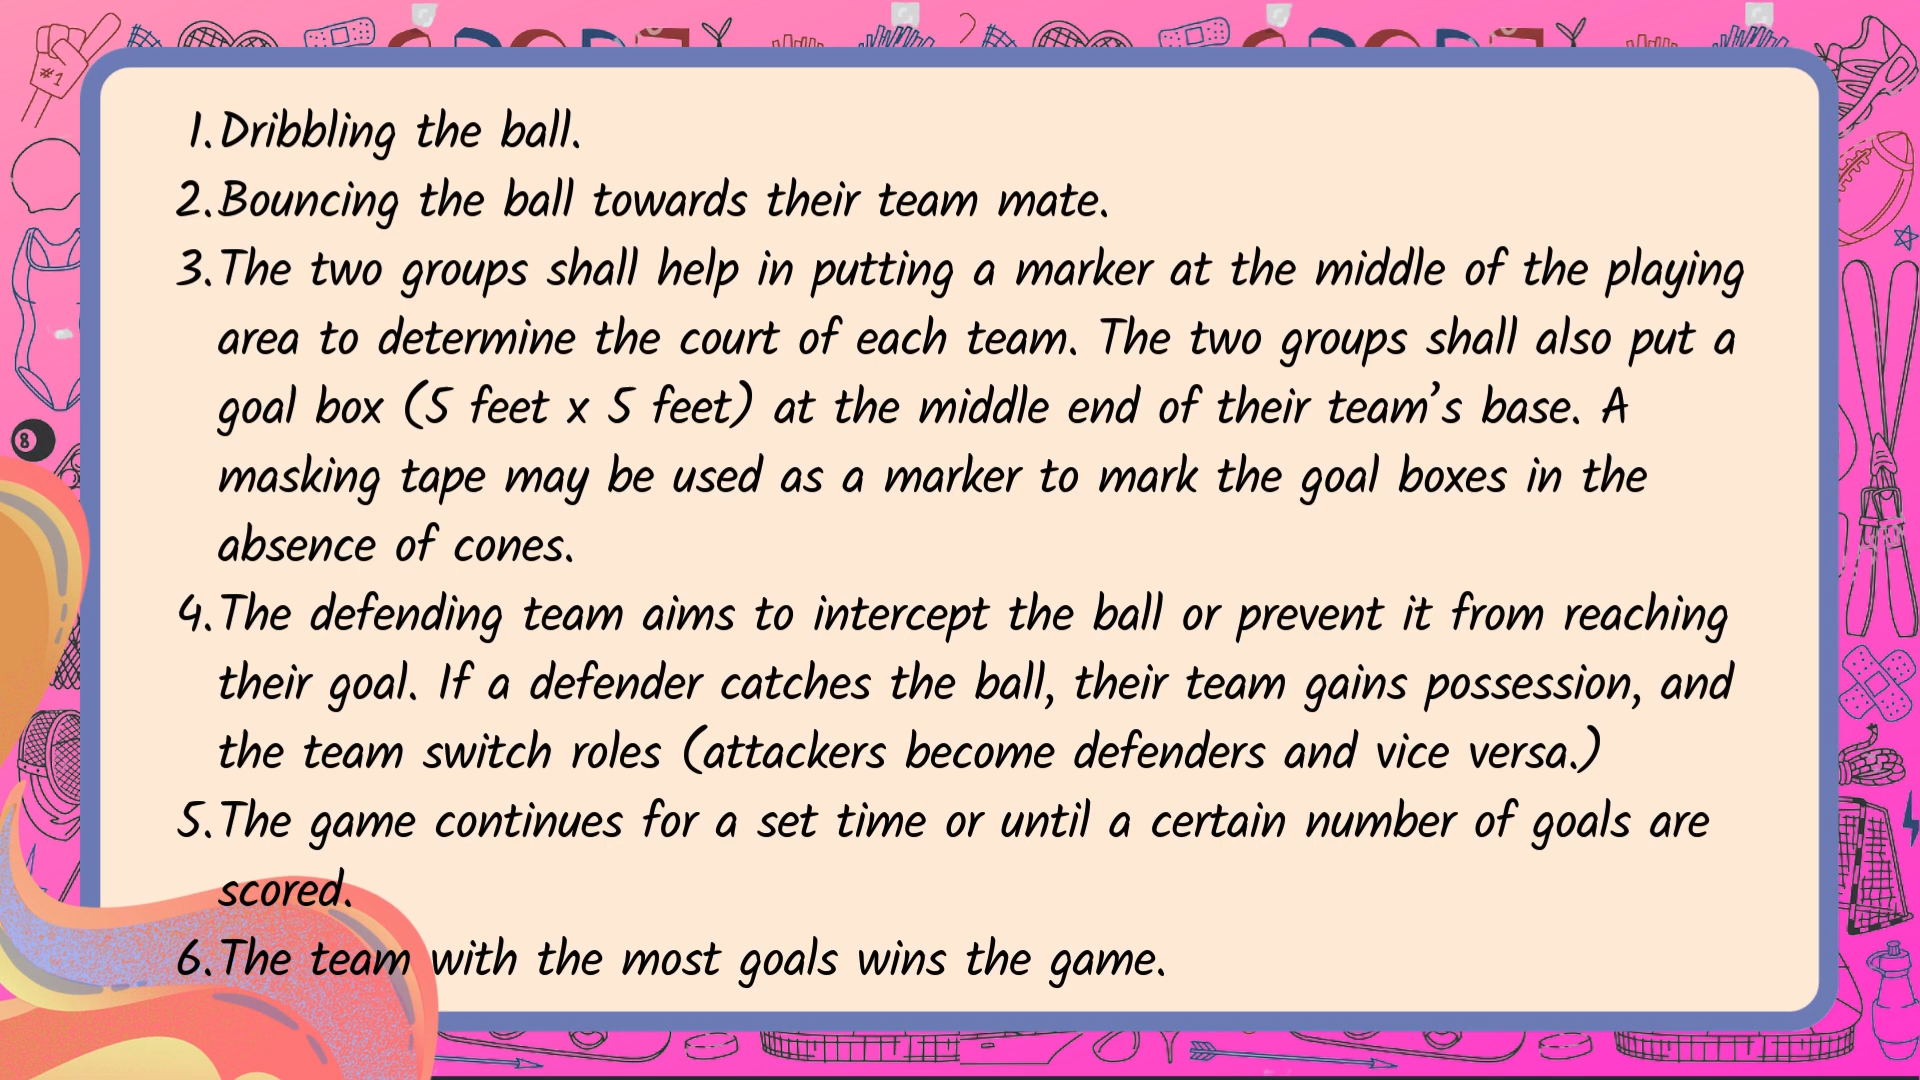 1. Dribbling the ball.
2. Bouncing the ball towards their team mate.
3. The two groups shall help in putting a marker at the middle of the playing
area to determine the court of each team. The two groups shall also put a
goal box (5 feet x 5 feet) at the middle end of their team’s base. A
masking tape may be used as a marker to mark the goal boxes in the
absence of cones.
4. The defending team aims to intercept the ball or prevent it from reaching
their goal. If a defender catches the ball, their team gains possession, and
the team switch roles (attackers become defenders and vice versa.)
5. The game continues for a set time or until a certain number of goals are
scored.
6. The team with the most goals wins the game.
#1
8